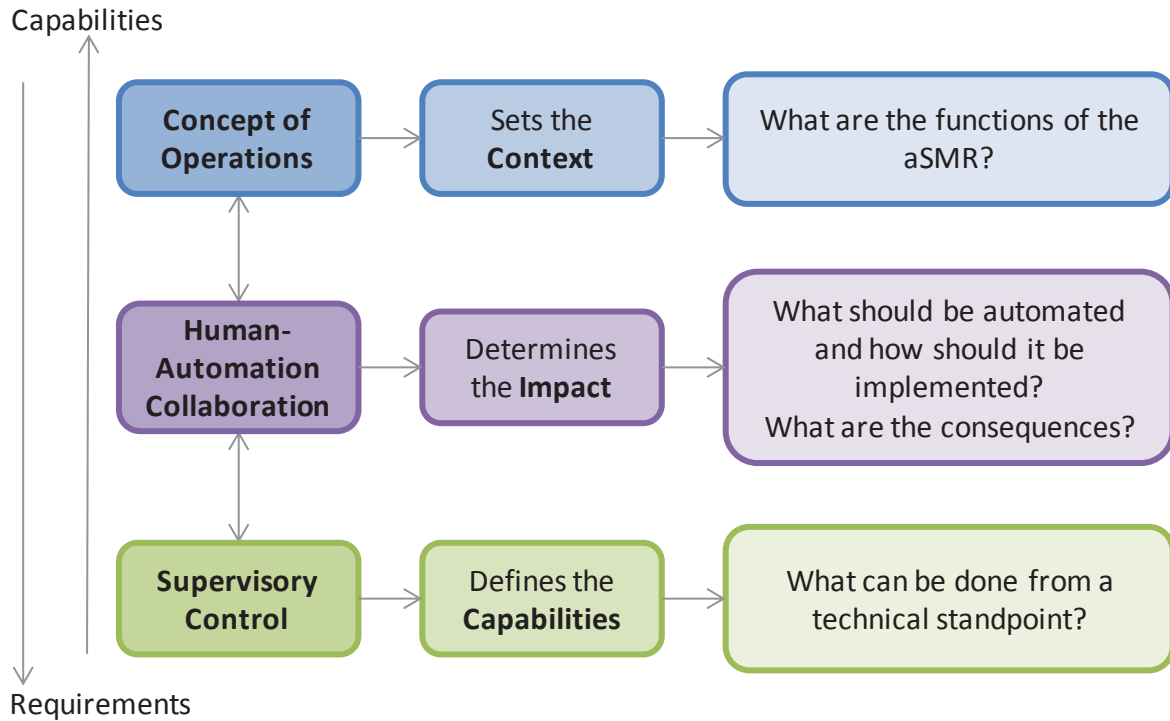 Capabilities
Concept of
Operations
Sets the
Context
What are the functions of the
aSMR?
Human-
Automation
Collaboration
Determines
the Impact
What should be automated
and how should it be
implemented?
What are the consequences?
Supervisory
Control
Defines the
Capabilities
What can be done from a
technical standpoint?
Requirements